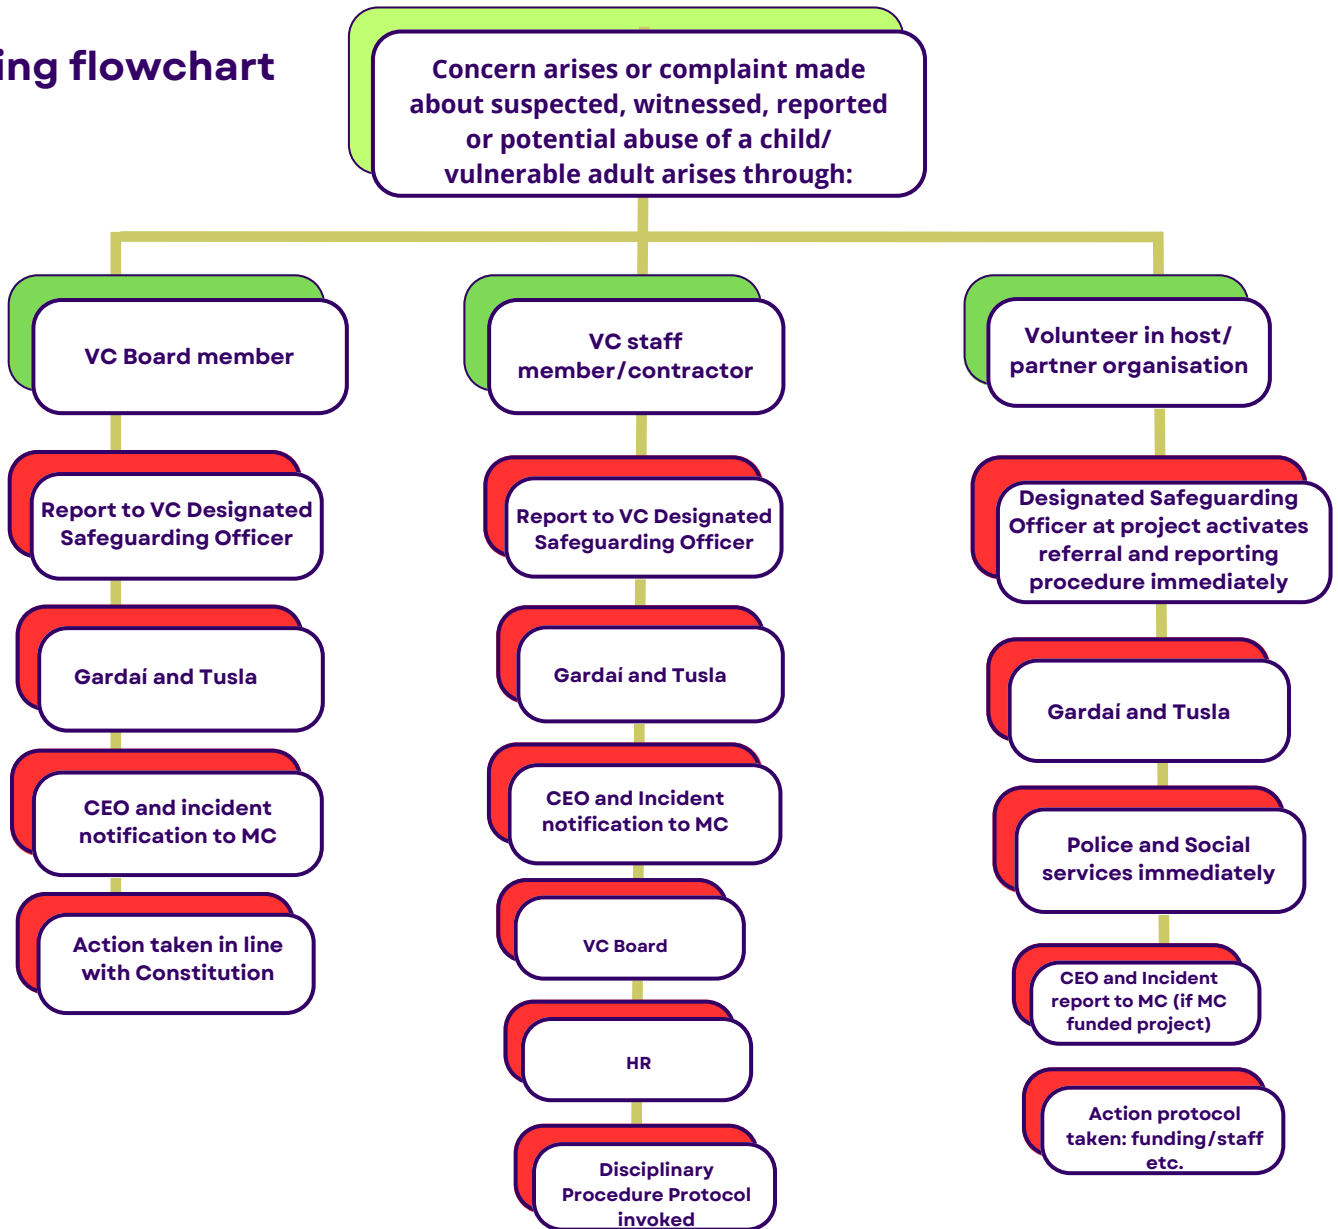 ing flowchart
Concern arises or complaint made
about suspected, witnessed, reported
or potential abuse of a child/
vulnerable adult arises through:
VC Board member
Report to VC Designated
Safeguarding Officer
Gardaí and Tusla
CEO and incident
notification to MC
Action taken in line
with Constitution
VC staff
member/contractor
Report to VC Designated
Safeguarding Officer
Gardaí and Tusla
CEO and Incident
notification to MC
VC Board
HR
Disciplinary
Procedure Protocol
invoked
Volunteer in host/
partner organisation
Designated Safeguarding
Officer at project activates
referral and reporting
procedure immediately
Gardaí and Tusla
Police and Social
services immediately
CEO and Incident
report to MC (if MC
funded project)
Action protocol
taken: funding/staff
etc.